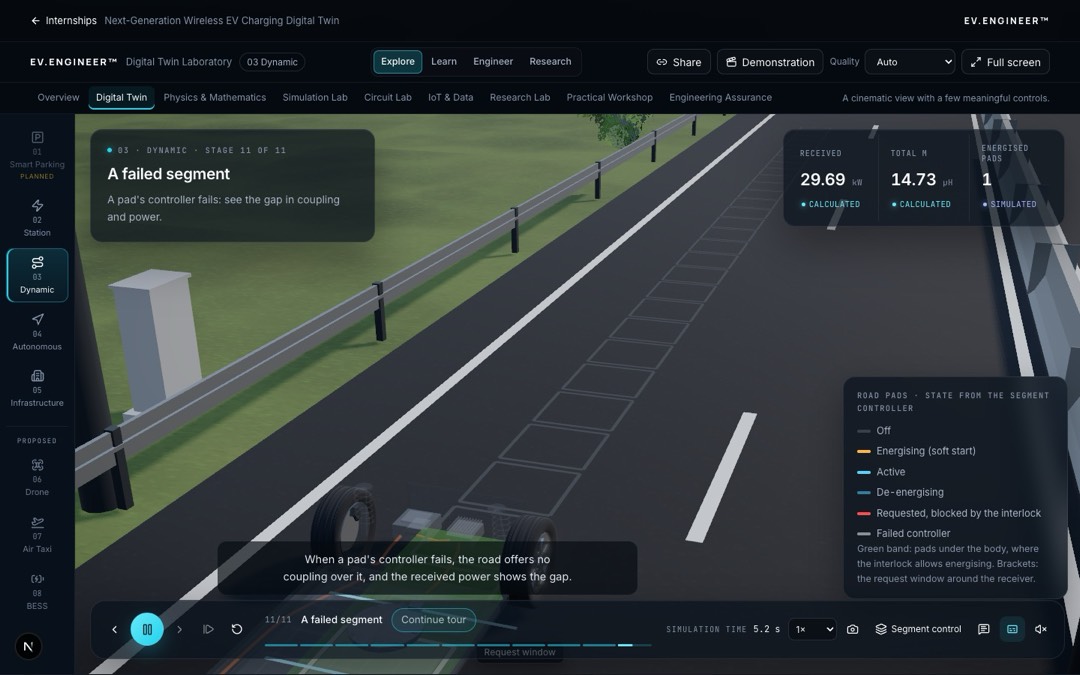 ← Internships Next-Generation Wireless EV Charging Digital Twin EV.ENGINEER™
EV.ENGINEER™ Digital Twin Laboratory 03 Dynamic Explore Learn Engineer Research Share Demonstration Quality Auto Full screen
Overview Digital Twin Physics & Mathematics Simulation Lab Circuit Lab IoT & Data Research Lab Practical Workshop Engineering Assurance A cinematic view with a few meaningful controls.
01
Smart Parking
PLANNED
02
Station
03
Dynamic
04
Autonomous
05
Infrastructure
PROPOSED
06
Drone
07
Air Taxi
08
BESS
N
03 · DYNAMIC · STAGE 11 OF 11
A failed segment
A pad's controller fails: see the gap in coupling
and power.
RECEIVED
29.69 kW
CALCULATED
TOTAL M
14.73 µH
CALCULATED
ENERGISED
PADS
1
SIMULATED
ROAD PADS · STATE FROM THE SEGMENT
CONTROLLER
Off
Energising (soft start)
Active
De-energising
Requested, blocked by the interlock
Failed controller
Green band: pads under the body, where
the interlock allows energising. Brackets:
the request window around the receiver.
When a pad's controller fails, the road offers no
coupling over it, and the received power shows the gap.
11/11 A failed segment Continue tour SIMULATION TIME 5.2 s 1× Segment control
Request window